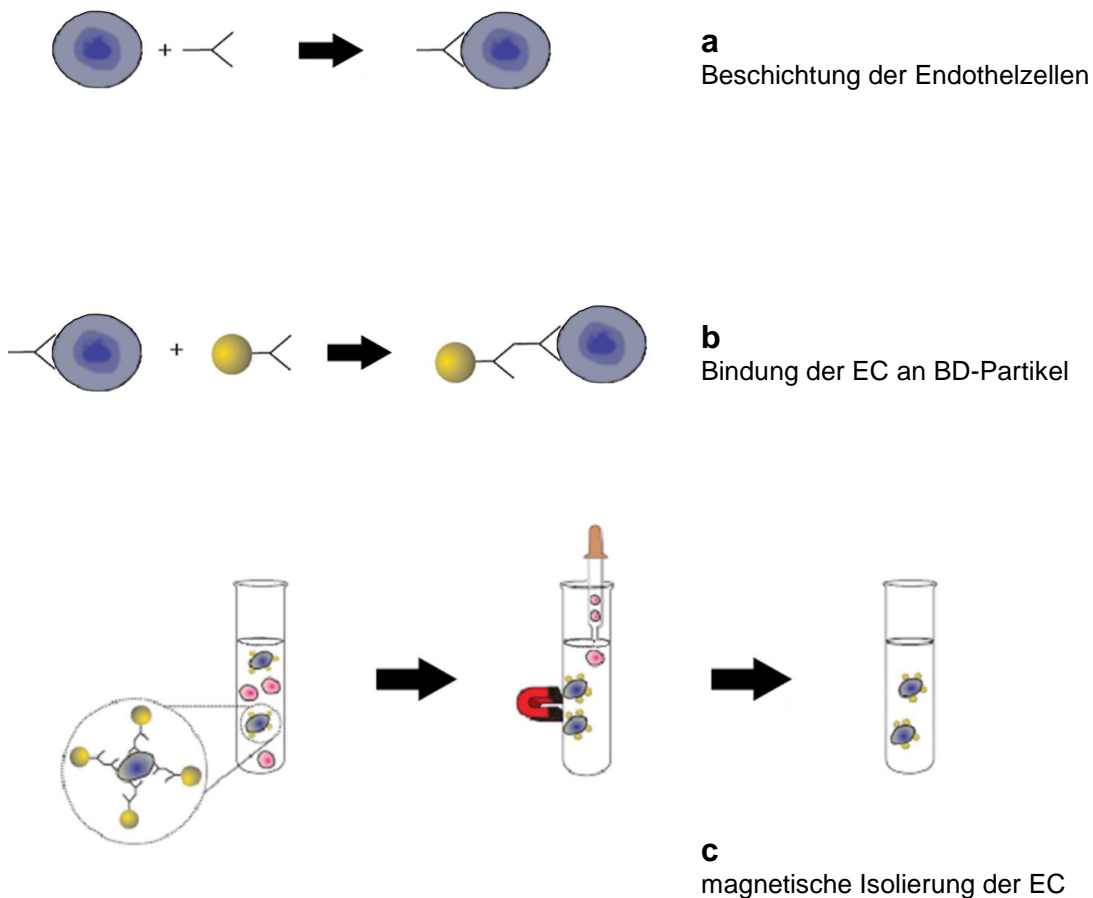 +
a
Beschichtung der Endothelzellen
+
b
Bindung der EC an BD-Partikel
c
magnetische Isolierung der EC